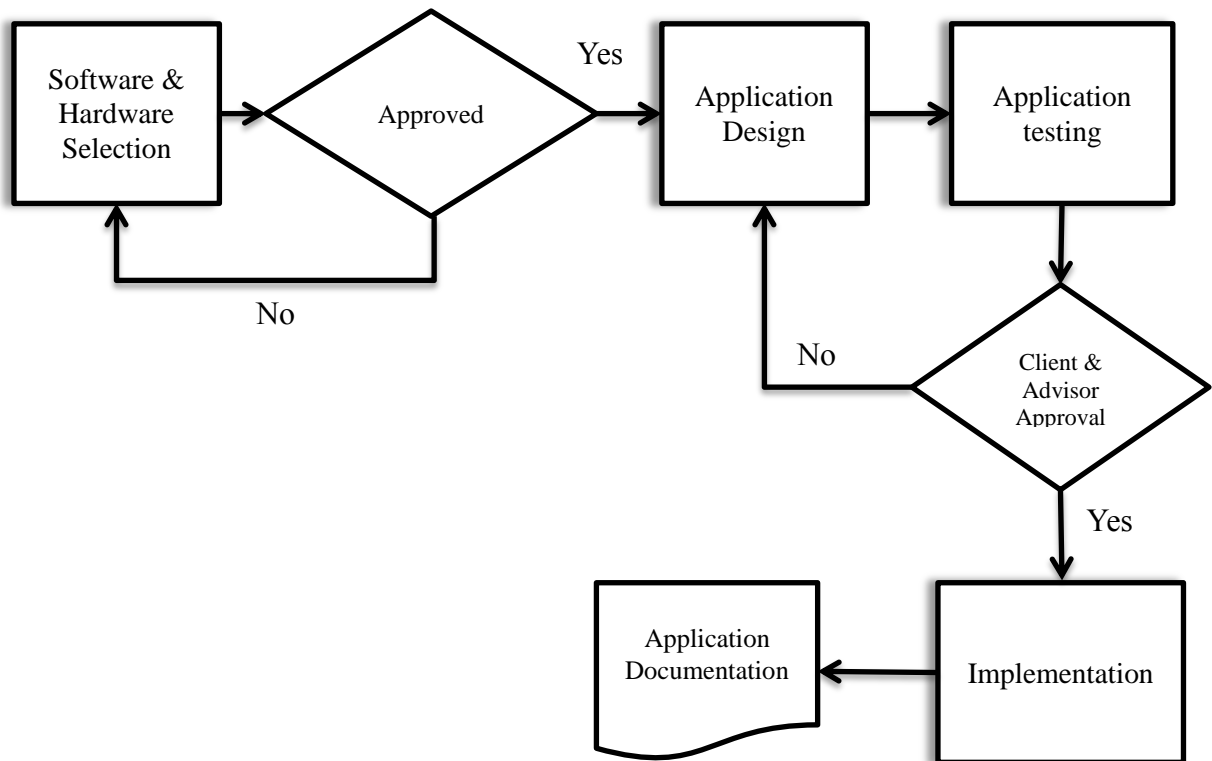 Software &
Hardware
Selection
Approved
Yes
No
Application
Design
Application
testing
No
Client &
Advisor
Approval
Yes
Application
Documentation
Implementation